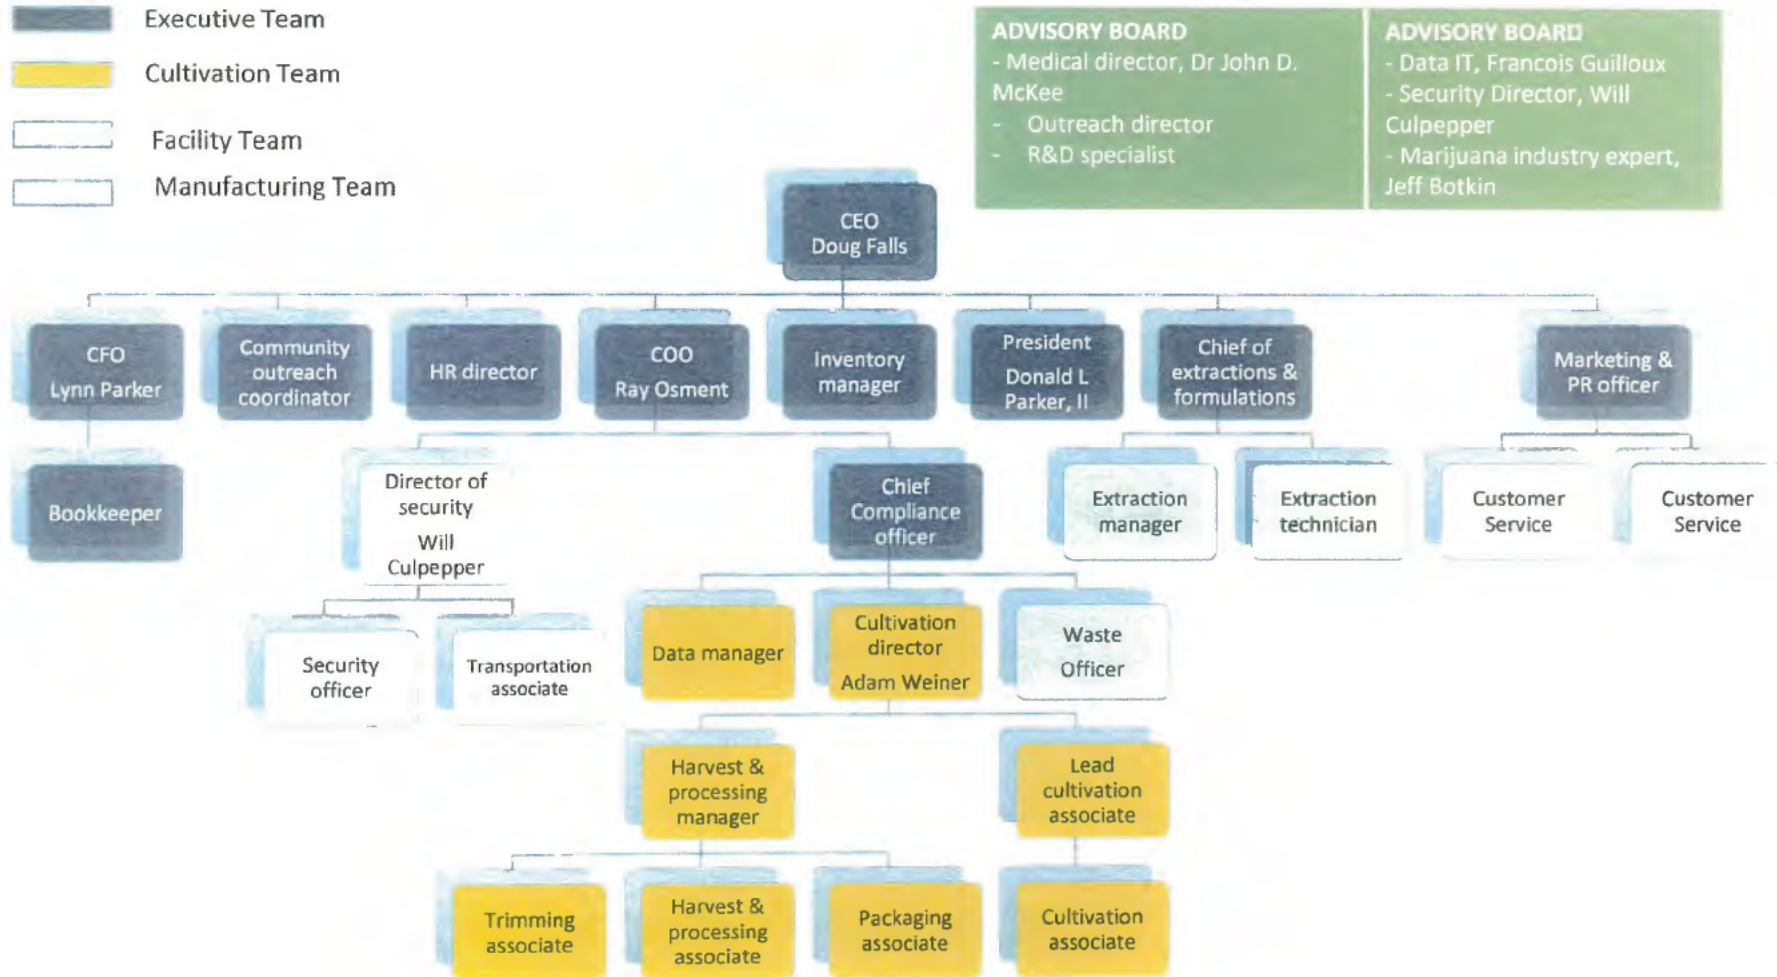 Executive Team
Cultivation Team
Facility Team
Manufacturing Team
ADVISORY BOARD
- Medical director, Dr John D.
McKee
- Outreach director
- R&D specialist
ADVISORY BOARD
- Data IT, Francois Guilloux
- Security Director, Will
Culpepper
- Marijuana industry expert,
Jeff Botkin
CEO
Doug Falls
CFO
Lynn Parker
Community
outreach
coordinator
HR director
COO
Ray Osment
Inventory
manager
President
Donald L
Parker, II
Chief of
extractions &
formulations
Marketing &
PR officer
Bookkeeper
Director of
security
Will
Culpepper
Chief
Compliance
officer
Extraction
manager
Extraction
technician
Customer
Service
Customer
Service
Security
officer
Transportation
associate
Data manager
Cultivation
director
Adam Weiner
Waste
Officer
Harvest &
processing
manager
Lead
cultivation
associate
Trimming
associate
Harvest &
processing
associate
Packaging
associate
Cultivation
associate